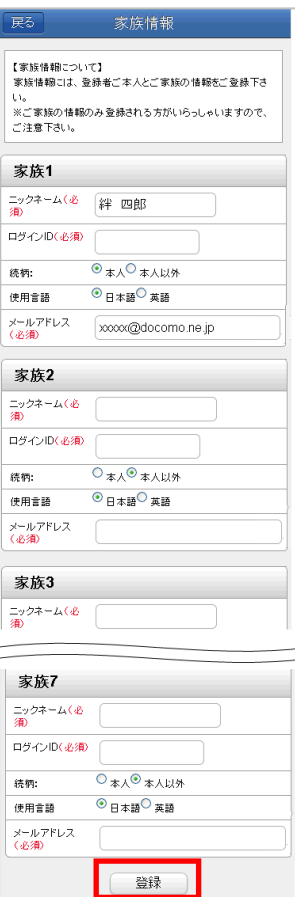 戻る
家族情報
【家族情報について】
家族情報には、登録者ご本人とご家族の情報をご登録下さ
い。
※ご家族の情報のみ登録される方がいらっしゃいますので、
ご注意下さい。
家族1
ニックネーム(必
須)
絆 四郎
ログインID(必須)
続柄:
本人 本人以外
使用言語
日本語 英語
メールアドレス
(必須)
xxxxx@docomo.ne.jp
家族2
ニックネーム(必
須)
ログインID(必須)
続柄:
本人 本人以外
使用言語
日本語 英語
メールアドレス
(必須)
家族3
ニックネーム(必
須)
家族7
ニックネーム(必
須)
ログインID(必須)
続柄:
本人 本人以外
使用言語
日本語 英語
メールアドレス
(必須)
登録